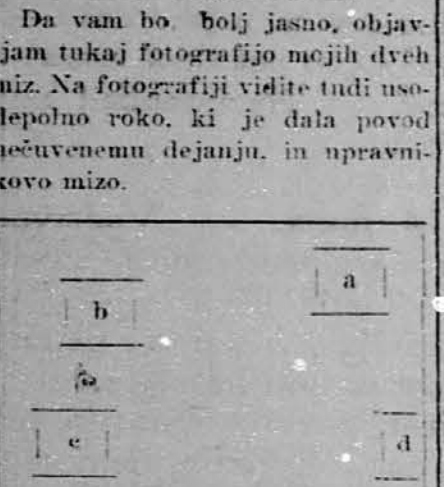 Da vam bo bolj jasno, objav-
jam tukaj fotografijo mojih dveh
miz. Na fotografiji vidite tudi uso-
depolno roko, ki je dala povod
nečuvenemu dejanju, in upravni-
kovo mizo.
a
b
c
d